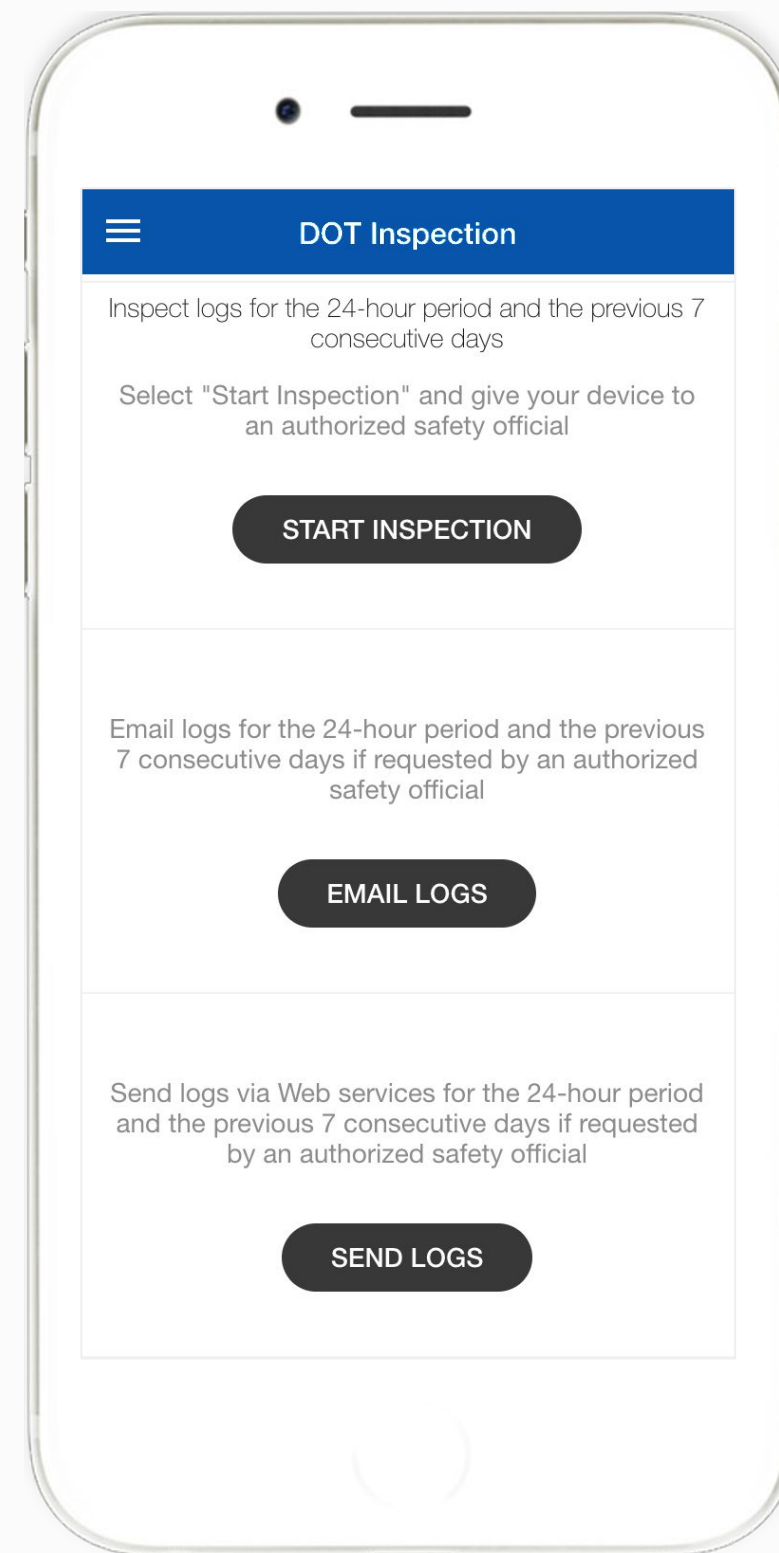 DOT Inspection
Inspect logs for the 24-hour period and the previous 7
consecutive days
Select "Start Inspection" and give your device to
an authorized safety official
START INSPECTION
Email logs for the 24-hour period and the previous
7 consecutive days if requested by an authorized
safety official
EMAIL LOGS
Send logs via Web services for the 24-hour period
and the previous 7 consecutive days if requested
by an authorized safety official
SEND LOGS